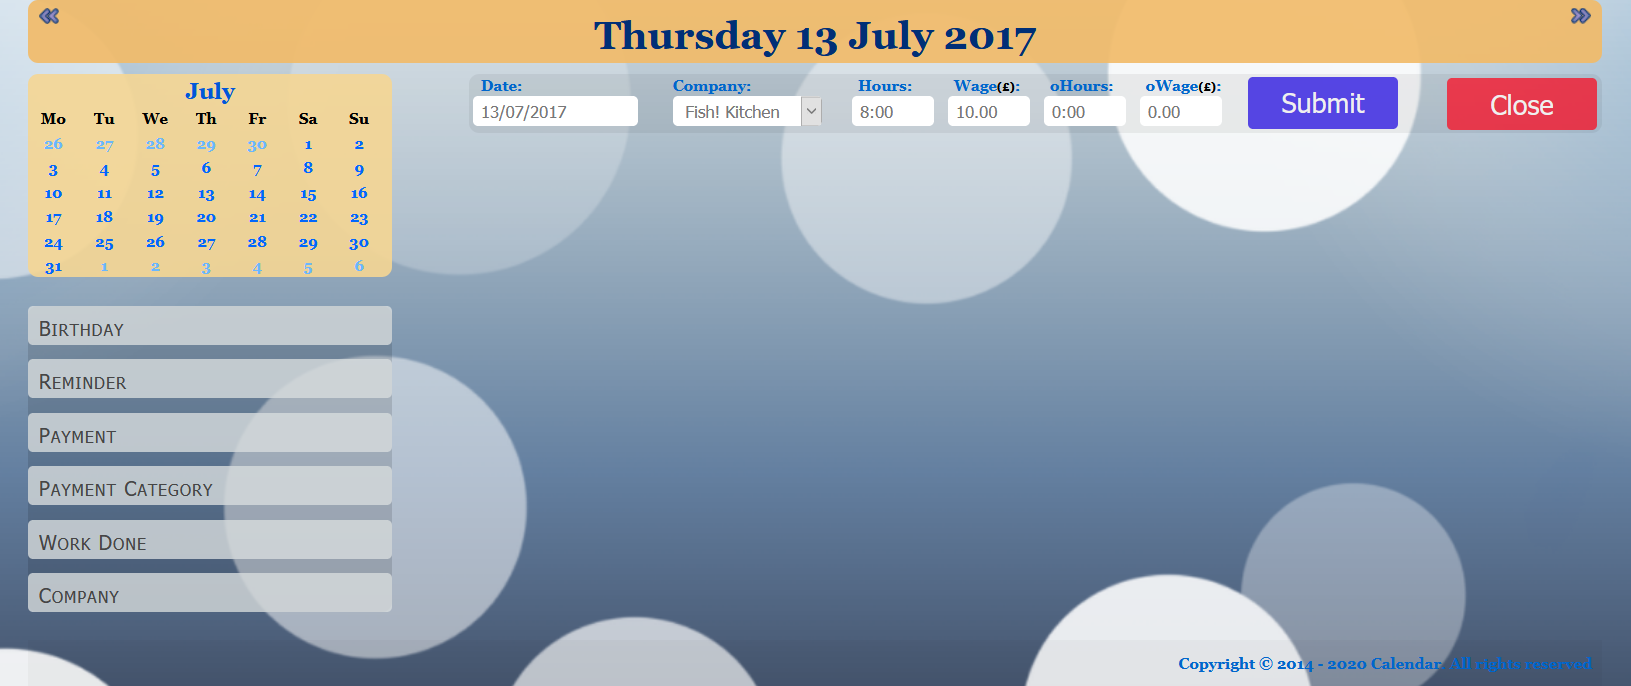 Thursday 13 July 2017
July
Mo Tu We Th Fr Sa Su
26 27 28 29 30 1 2
3 4 5 6 7 8 9
10 11 12 13 14 15 16
17 18 19 20 21 22 23
24 25 26 27 28 29 30
31 1 2 3 4 5 6
Date: Company: Hours: Wage(£): oHours: oWage(£):
13/07/2017 Fish! Kitchen 8:00 10.00 0:00 0.00 Submit Close
Birthday
Reminder
Payment
Payment Category
Work Done
Company
Copyright © 2014 - 2020 Calendar. All rights reserved